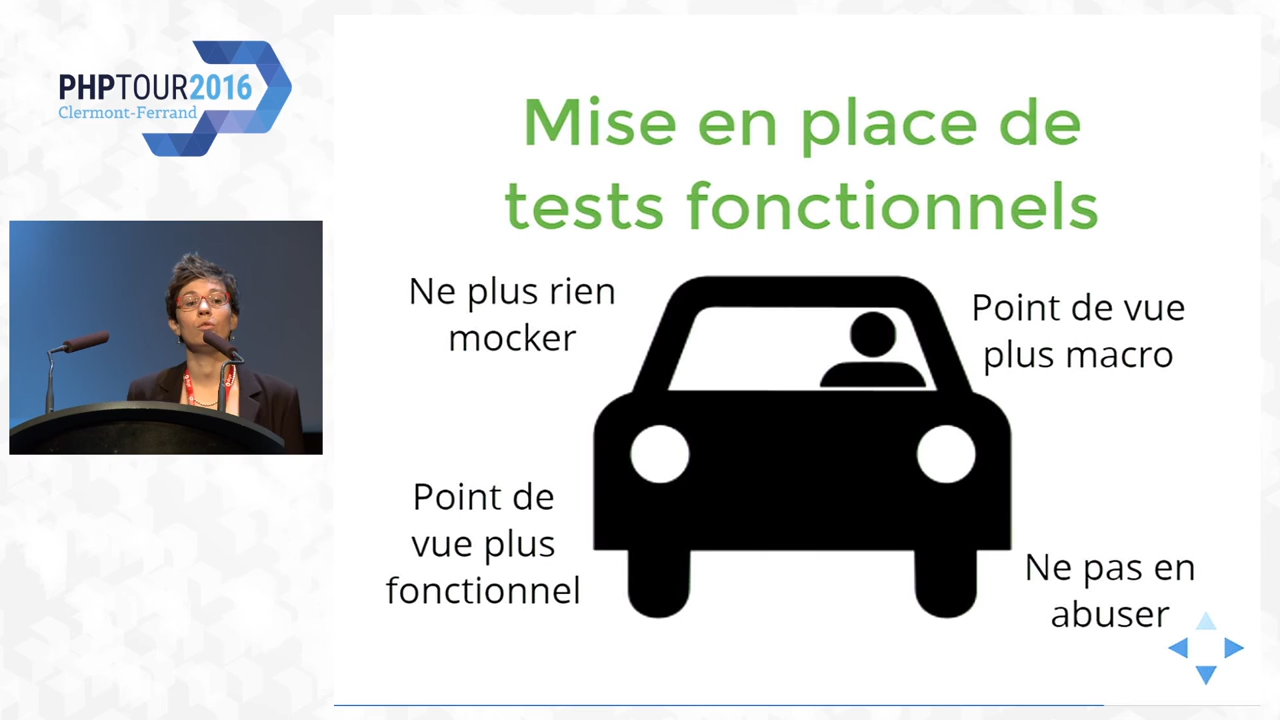 PHPTOUR2016
Clermont-Ferrand
Mise en place de
tests fonctionnels
Ne plus rien
mocker
Point de vue
plus macro
Point de
vue plus
fonctionnel
Ne pas en
abuser